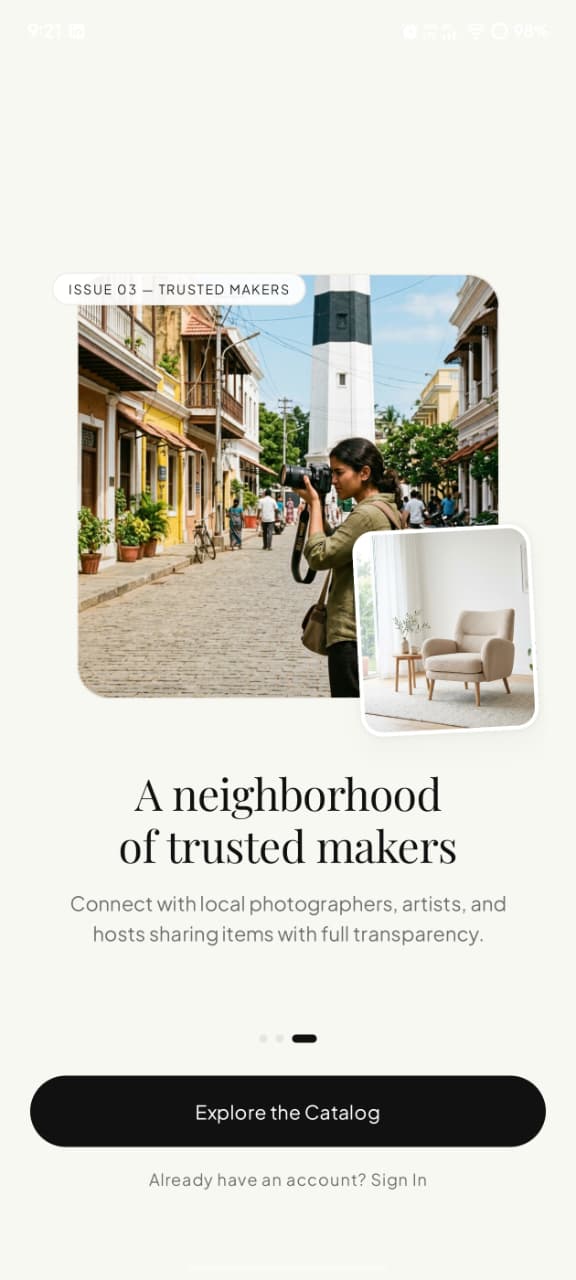 9:21
98%
ISSUE 03 — TRUSTED MAKERS
A neighborhood
of trusted makers
Connect with local photographers, artists, and
hosts sharing items with full transparency.
Explore the Catalog
Already have an account? Sign In